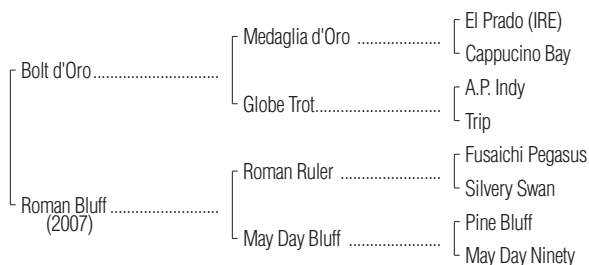 El Prado (IRE)
Medaglia d'Oro ....................
Cappucino Bay
Bolt d'Oro..............................
A.P. Indy
Globe Trot..............................
Trip
Fusaichi Pegasus
Roman Ruler ........................
Silvery Swan
Roman Bluff..........................
(2007)
Pine Bluff
May Day Bluff ......................
May Day Ninety